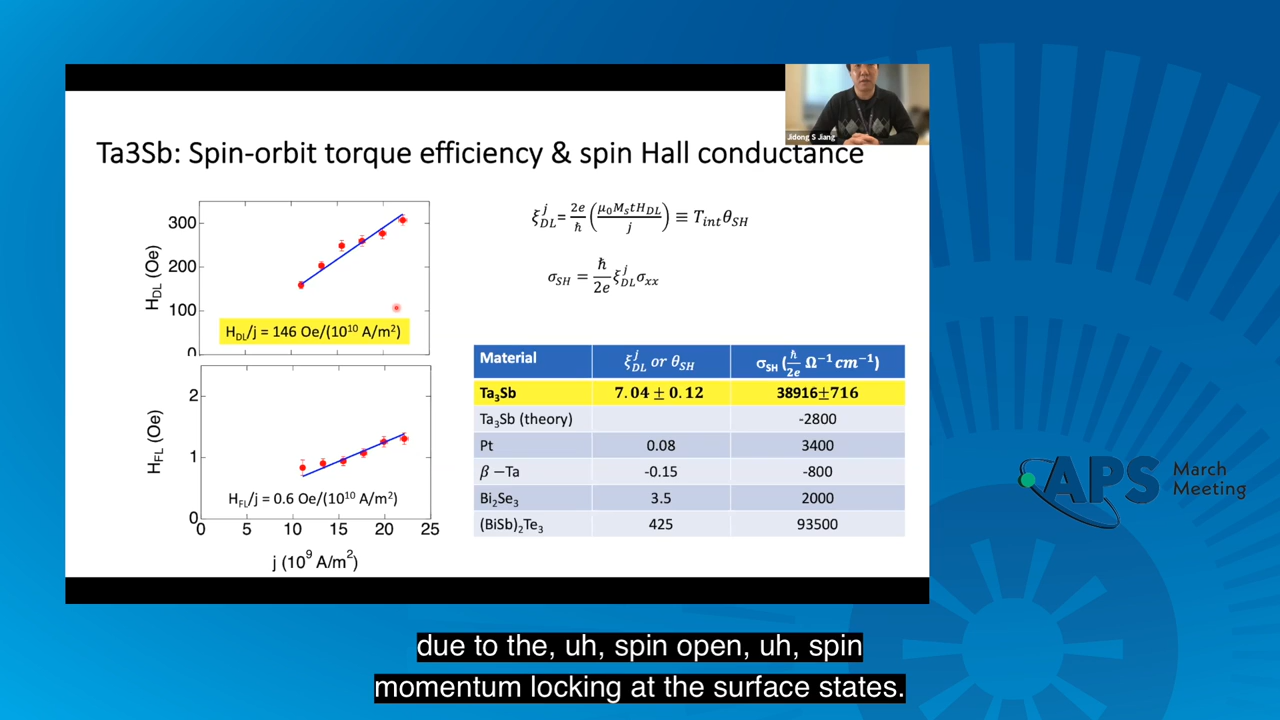 Jidong S Jiang
Ta3Sb: Spin-orbit torque efficiency & spin Hall conductance
300
200
100
0
H_DL (Oe)
H_DL/j = 146 Oe/(10^10 A/m^2)
2
1
0
H_FL (Oe)
H_FL/j = 0.6 Oe/(10^10 A/m^2)
0 5 10 15 20 25
j (10^9 A/m^2)
ξ_DL^j = 2e/ℏ (μ_0 M_s t H_DL / j) ≡ T_int θ_SH
σ_SH = ℏ/2e ξ_DL^j σ_xx
Material ξ_DL^j or θ_SH σ_SH (ℏ/2e Ω^−1 cm^−1)
Ta₃Sb 7.04 ± 0.12 38916±716
Ta₃Sb (theory) -2800
Pt 0.08 3400
β −Ta -0.15 -800
Bi₂Se₃ 3.5 2000
(BiSb)₂Te₃ 425 93500
APS March
Meeting
due to the, uh, spin open, uh, spin
momentum locking at the surface states.